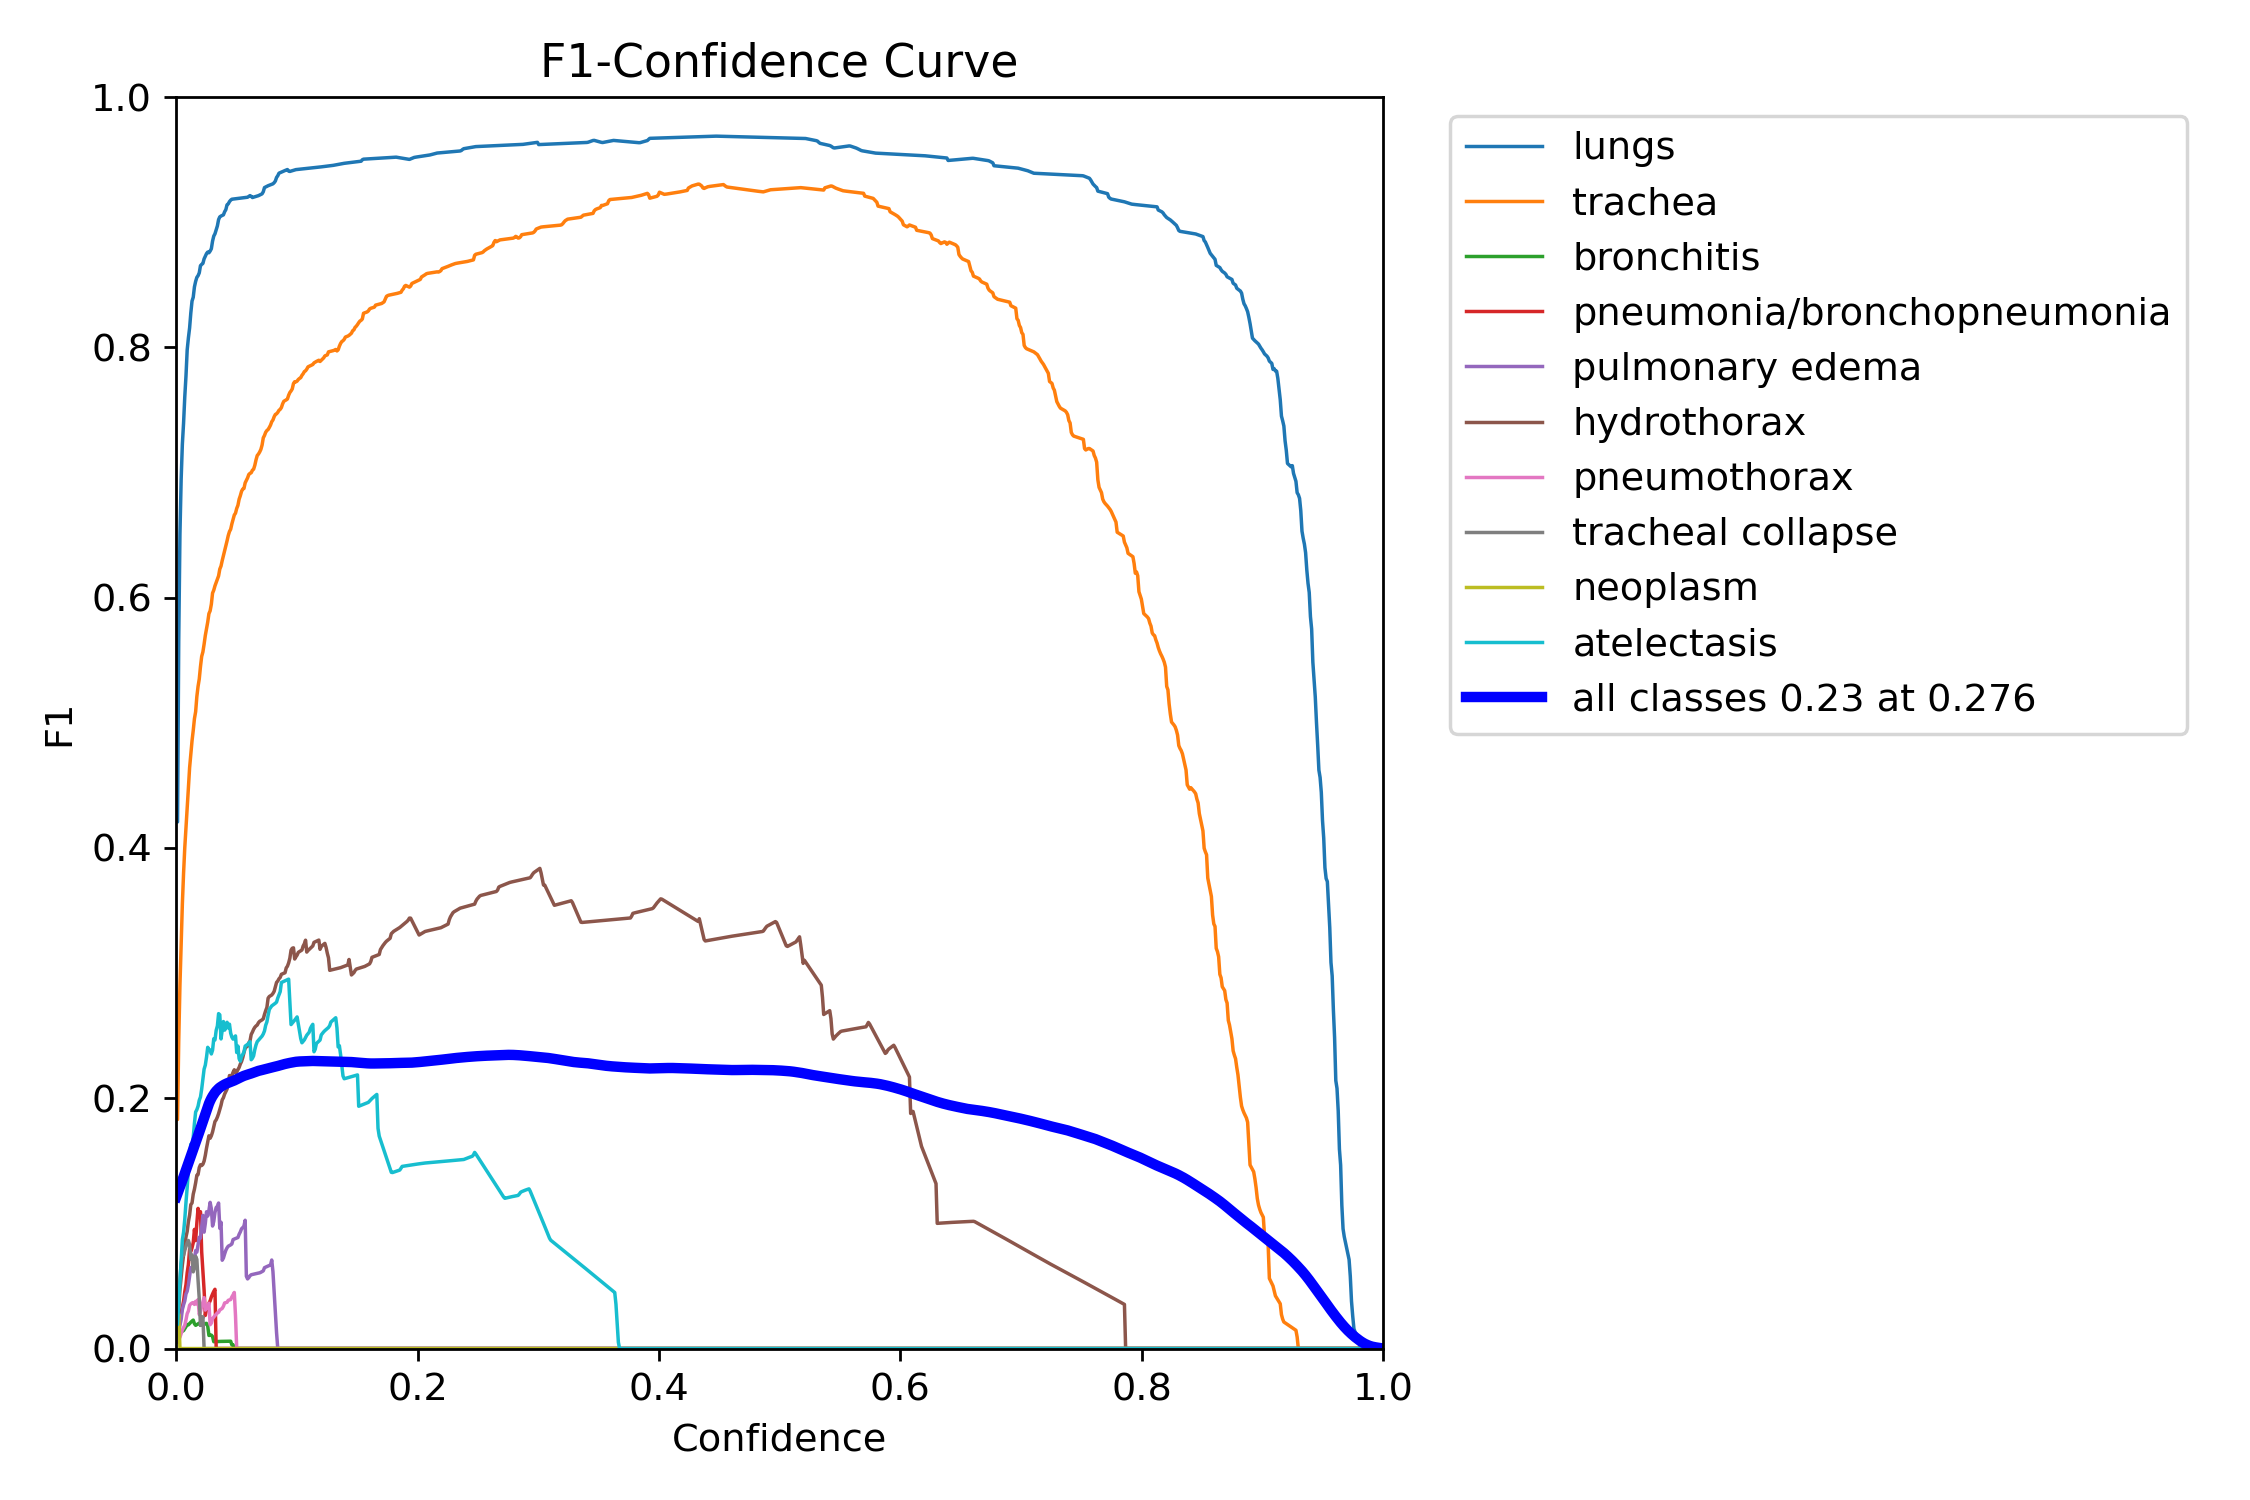 F1-Confidence Curve
1.0
0.8
0.6
0.4
0.2
0.0
F1
0.0 0.2 0.4 0.6 0.8 1.0
Confidence
lungs
trachea
bronchitis
pneumonia/bronchopneumonia
pulmonary edema
hydrothorax
pneumothorax
tracheal collapse
neoplasm
atelectasis
all classes 0.23 at 0.276